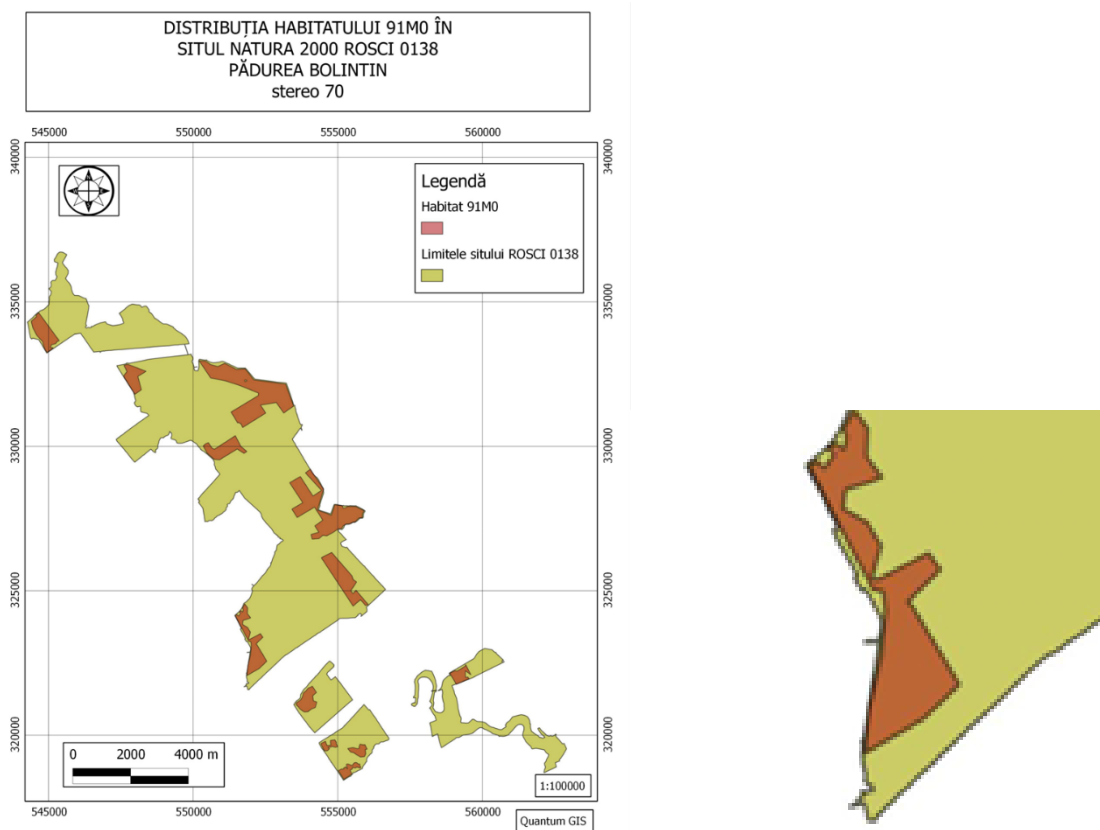 DISTRIBUȚIA HABITATULUI 91M0 ÎN
SITUL NATURA 2000 ROSCI 0138
PĂDUREA BOLINTIN
stereo 70
545000 550000 555000 560000
340000 340000
Legendă
Habitat 91M0
Limitele sitului ROSCI 0138
335000 335000
330000 330000
325000 325000
320000 320000
0 2000 4000 m
1:100000
545000 550000 555000 560000
Quantum GIS